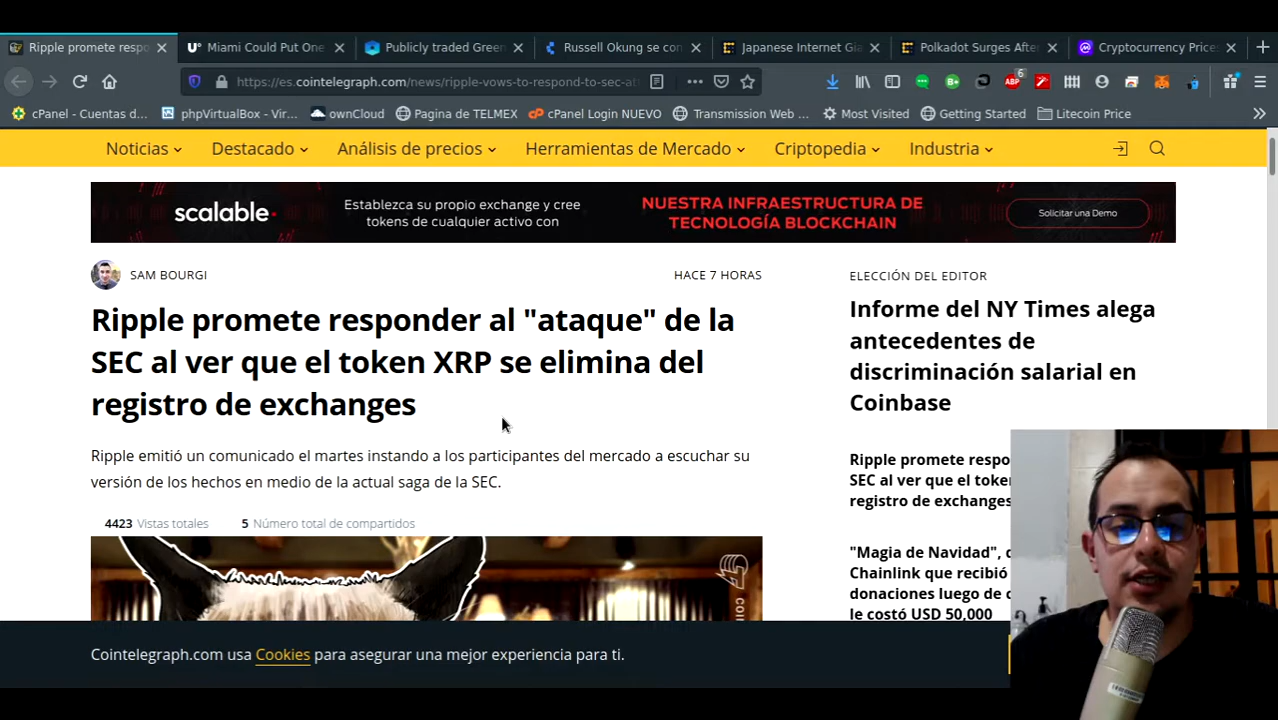 Ripple promete respo
Miami Could Put One
Publicly traded Green
Russell Okung se con
Japanese Internet Gia
Polkadot Surges After
Cryptocurrency Price
https://es.cointelegraph.com/news/ripple-vows-to-respond-to-sec-at
ABP
6
cPanel - Cuentas d...
phpVirtualBox - Vir...
ownCloud
Pagina de TELMEX
cPanel Login NUEVO
Transmission Web ...
Most Visited
Getting Started
Litecoin Price
Noticias
Destacado
Análisis de precios
Herramientas de Mercado
Criptopedia
Industria
scalable
Establezca su propio exchange y cree
tokens de cualquier activo con
NUESTRA INFRAESTRUCTURA DE
TECNOLOGÍA BLOCKCHAIN
Solicitar una Demo
SAM BOURGI
HACE 7 HORAS
Ripple promete responder al "ataque" de la
SEC al ver que el token XRP se elimina del
registro de exchanges
Ripple emitió un comunicado el martes instando a los participantes del mercado a escuchar su
versión de los hechos en medio de la actual saga de la SEC.
4423 Vistas totales
5 Número total de compartidos
ELECCIÓN DEL EDITOR
Informe del NY Times alega
antecedentes de
discriminación salarial en
Coinbase
Ripple promete respo
SEC al ver que el toke
registro de exchanges
"Magia de Navidad",
Chainlink que recibió
donaciones luego de
le costó USD 50,000
Cointelegraph.com usa Cookies para asegurar una mejor experiencia para ti.